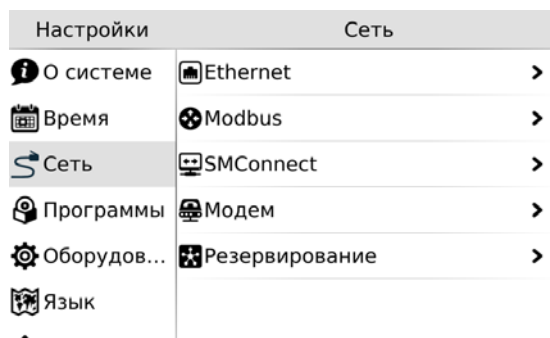 Настройки
Сеть
О системе
Время
Сеть
Программы
Оборудов...
Язык
Ethernet
Modbus
SMConnect
Модем
Резервирование